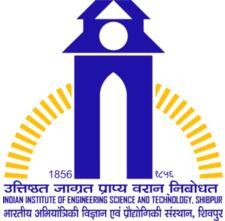 1856 १८५६
उत्तिष्ठत जाग्रत प्राप्य वरान निबोधत
INDIAN INSTITUTE OF ENGINEERING SCIENCE AND TECHNOLOGY, SHIBPUR
भारतीय अभियांत्रिकी विज्ञान एवं प्रौद्योगिकी संस्थान, शिवपुर